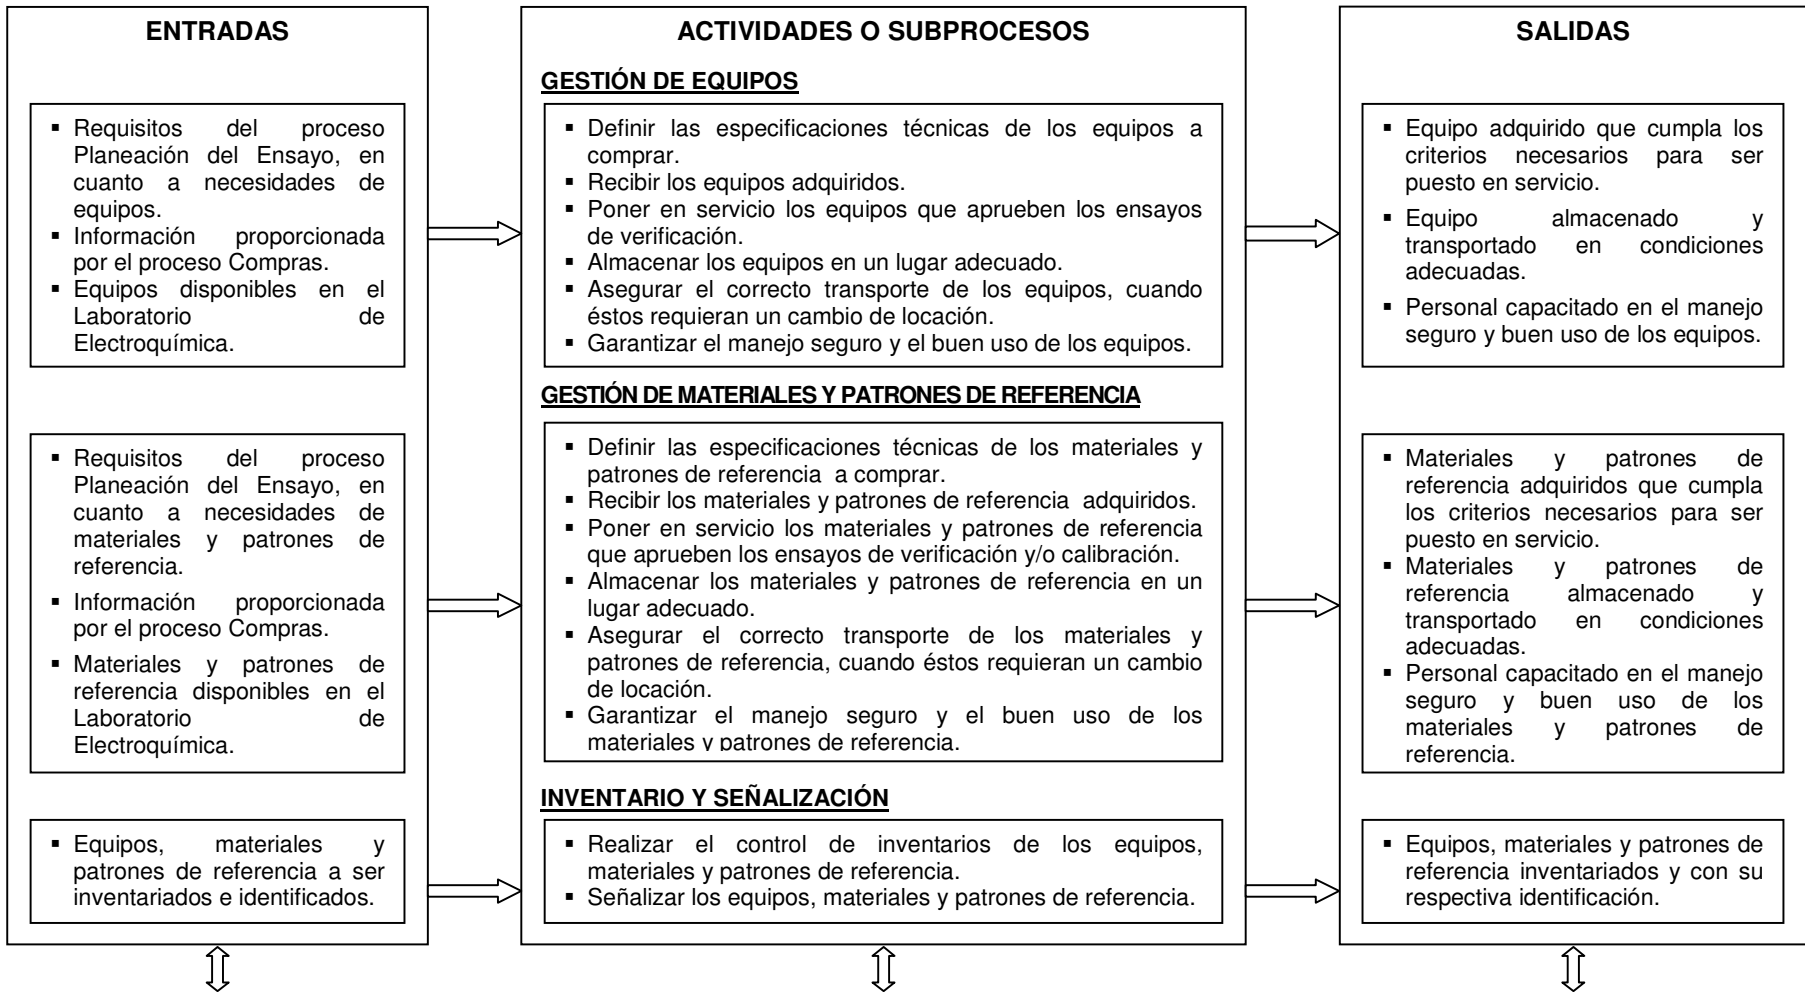 ENTRADAS
▪ Requisitos del proceso
Planeación del Ensayo, en
cuanto a necesidades de
equipos.
▪ Información proporcionada
por el proceso Compras.
▪ Equipos disponibles en el
Laboratorio de
Electroquímica.
▪ Requisitos del proceso
Planeación del Ensayo, en
cuanto a necesidades de
materiales y patrones de
referencia.
▪ Información proporcionada
por el proceso Compras.
▪ Materiales y patrones de
referencia disponibles en el
Laboratorio de
Electroquímica.
▪ Equipos, materiales y
patrones de referencia a ser
inventariados e identificados.
ACTIVIDADES O SUBPROCESOS
GESTIÓN DE EQUIPOS
▪ Definir las especificaciones técnicas de los equipos a
comprar.
▪ Recibir los equipos adquiridos.
▪ Poner en servicio los equipos que aprueben los ensayos
de verificación.
▪ Almacenar los equipos en un lugar adecuado.
▪ Asegurar el correcto transporte de los equipos, cuando
éstos requieran un cambio de locación.
▪ Garantizar el manejo seguro y el buen uso de los equipos.
GESTIÓN DE MATERIALES Y PATRONES DE REFERENCIA
▪ Definir las especificaciones técnicas de los materiales y
patrones de referencia a comprar.
▪ Recibir los materiales y patrones de referencia adquiridos.
▪ Poner en servicio los materiales y patrones de referencia
que aprueben los ensayos de verificación y/o calibración.
▪ Almacenar los materiales y patrones de referencia en un
lugar adecuado.
▪ Asegurar el correcto transporte de los materiales y
patrones de referencia, cuando éstos requieran un cambio
de locación.
▪ Garantizar el manejo seguro y el buen uso de los
materiales y patrones de referencia.
INVENTARIO Y SEÑALIZACIÓN
▪ Realizar el control de inventarios de los equipos,
materiales y patrones de referencia.
▪ Señalizar los equipos, materiales y patrones de referencia.
SALIDAS
▪ Equipo adquirido que cumpla los
criterios necesarios para ser
puesto en servicio.
▪ Equipo almacenado y
transportado en condiciones
adecuadas.
▪ Personal capacitado en el manejo
seguro y buen uso de los equipos.
▪ Materiales y patrones de
referencia adquiridos que cumpla
los criterios necesarios para ser
puesto en servicio.
▪ Materiales y patrones de
referencia almacenado y
transportado en condiciones
adecuadas.
▪ Personal capacitado en el manejo
seguro y buen uso de los
materiales y patrones de
referencia.
▪ Equipos, materiales y patrones de
referencia inventariados y con su
respectiva identificación.